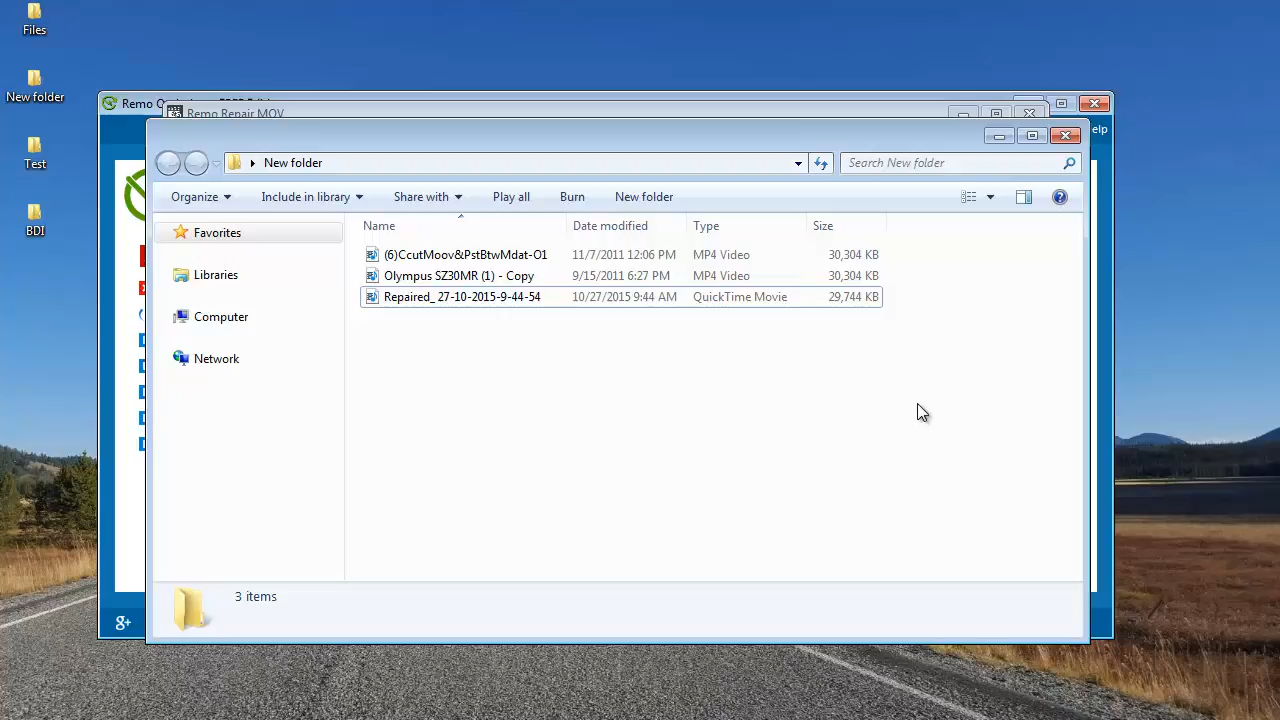 Files
New folder
Test
BDI
Remo
Remo Repair MOV
elp
New folder
Search New folder
Organize
Include in library
Share with
Play all
Burn
New folder
Favorites
Libraries
Computer
Network
Name Date modified Type Size
(6)CcutMoov&PstBtwMdat-O1 11/7/2011 12:06 PM MP4 Video 30,304 KB
Olympus SZ30MR (1) - Copy 9/15/2011 6:27 PM MP4 Video 30,304 KB
Repaired_ 27-10-2015-9-44-54 10/27/2015 9:44 AM QuickTime Movie 29,744 KB
3 items
g+